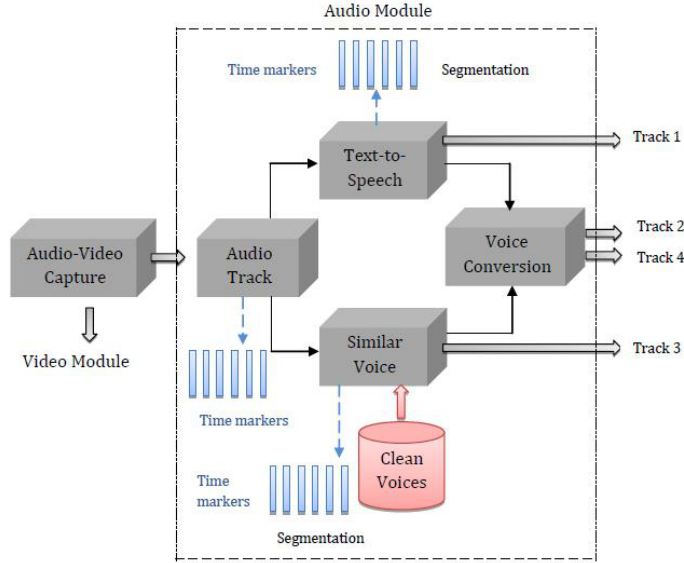 Audio Module
Time markers
Segmentation
Text-to-
Speech
Track 1
Audio-Video
Capture
Audio
Track
Voice
Conversion
Track 2
Track 4
Video Module
Similar
Voice
Track 3
Time markers
Clean
Voices
Time
markers
Segmentation